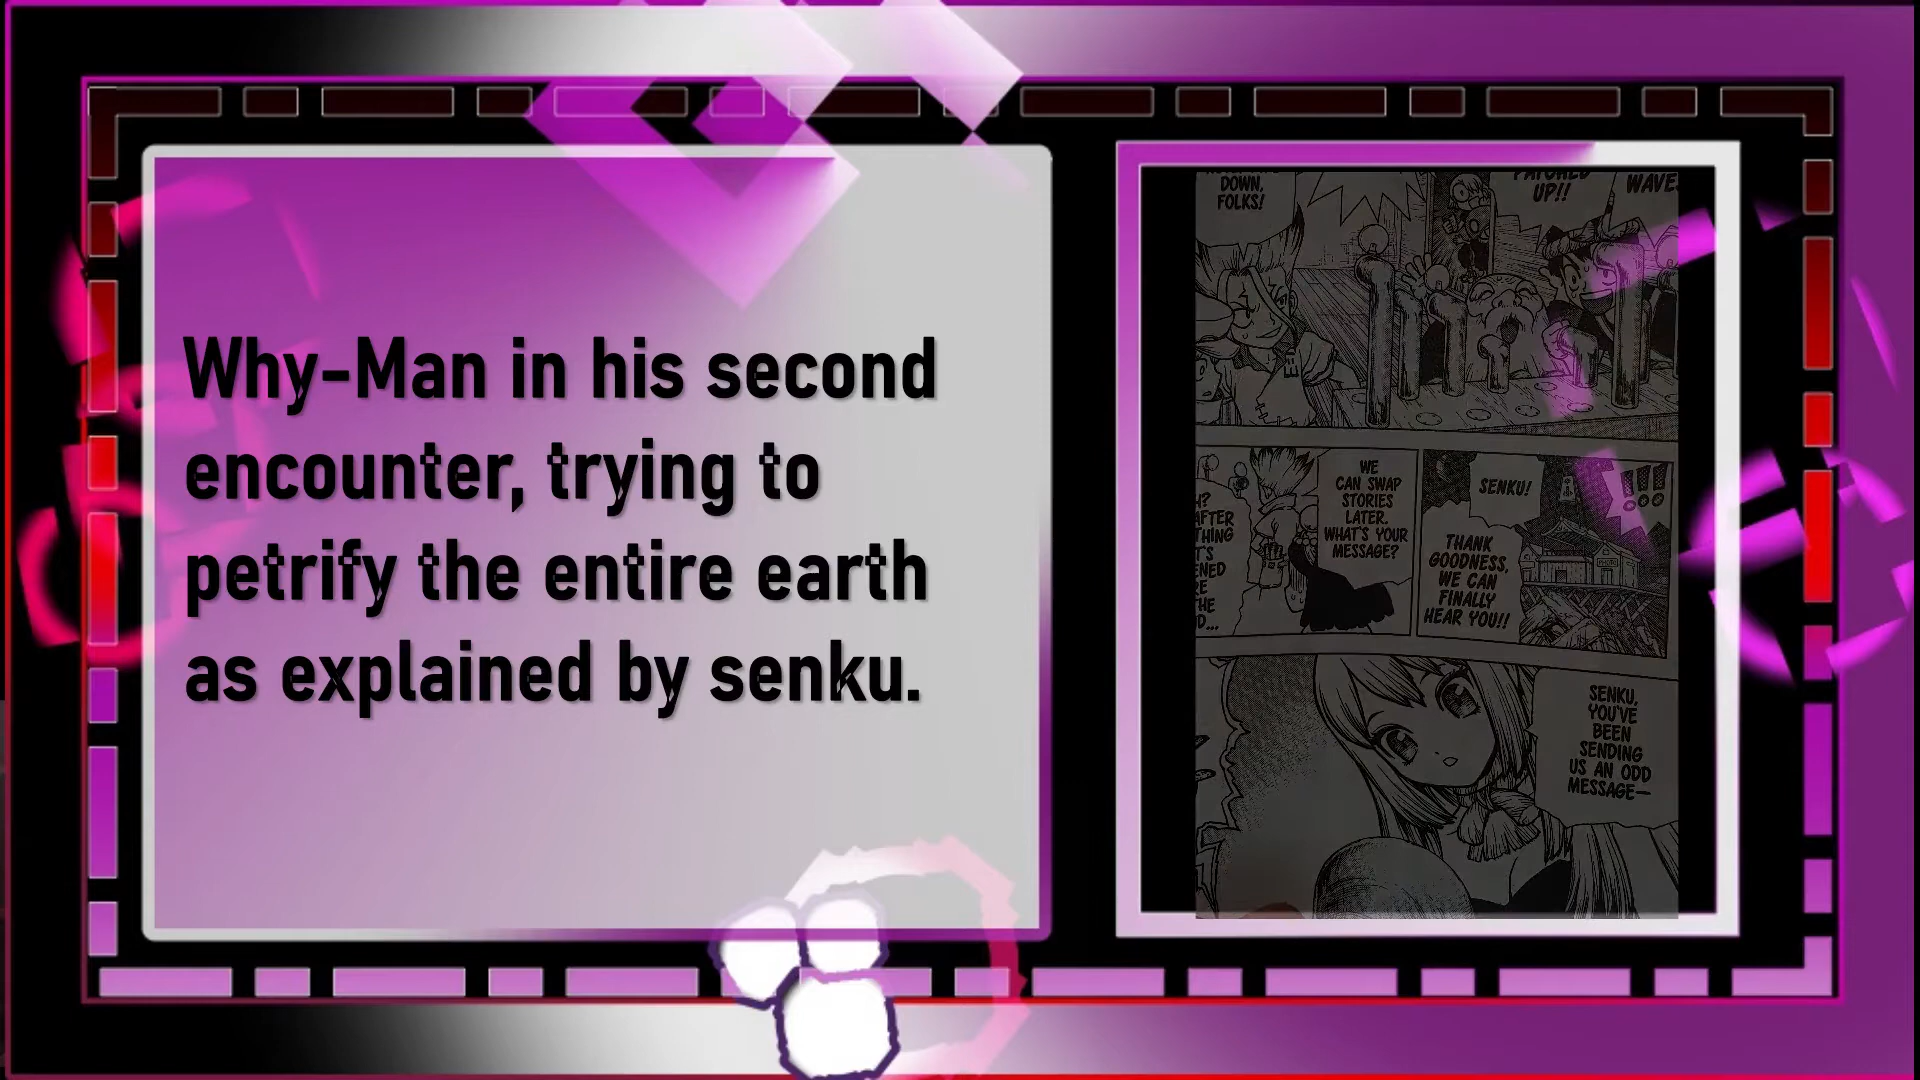 Why-Man in his second
encounter, trying to
petrify the entire earth
as explained by senku.
DOWN,
FOLKS!
PATCHED
UP!!
WAVE
WE
CAN SWAP
STORIES
LATER.
WHAT'S YOUR
MESSAGE?
SENKU!
!!!
THANK
GOODNESS,
WE CAN
FINALLY
HEAR YOU!!
SENKU,
YOU'VE
BEEN
SENDING
US AN ODD
MESSAGE—